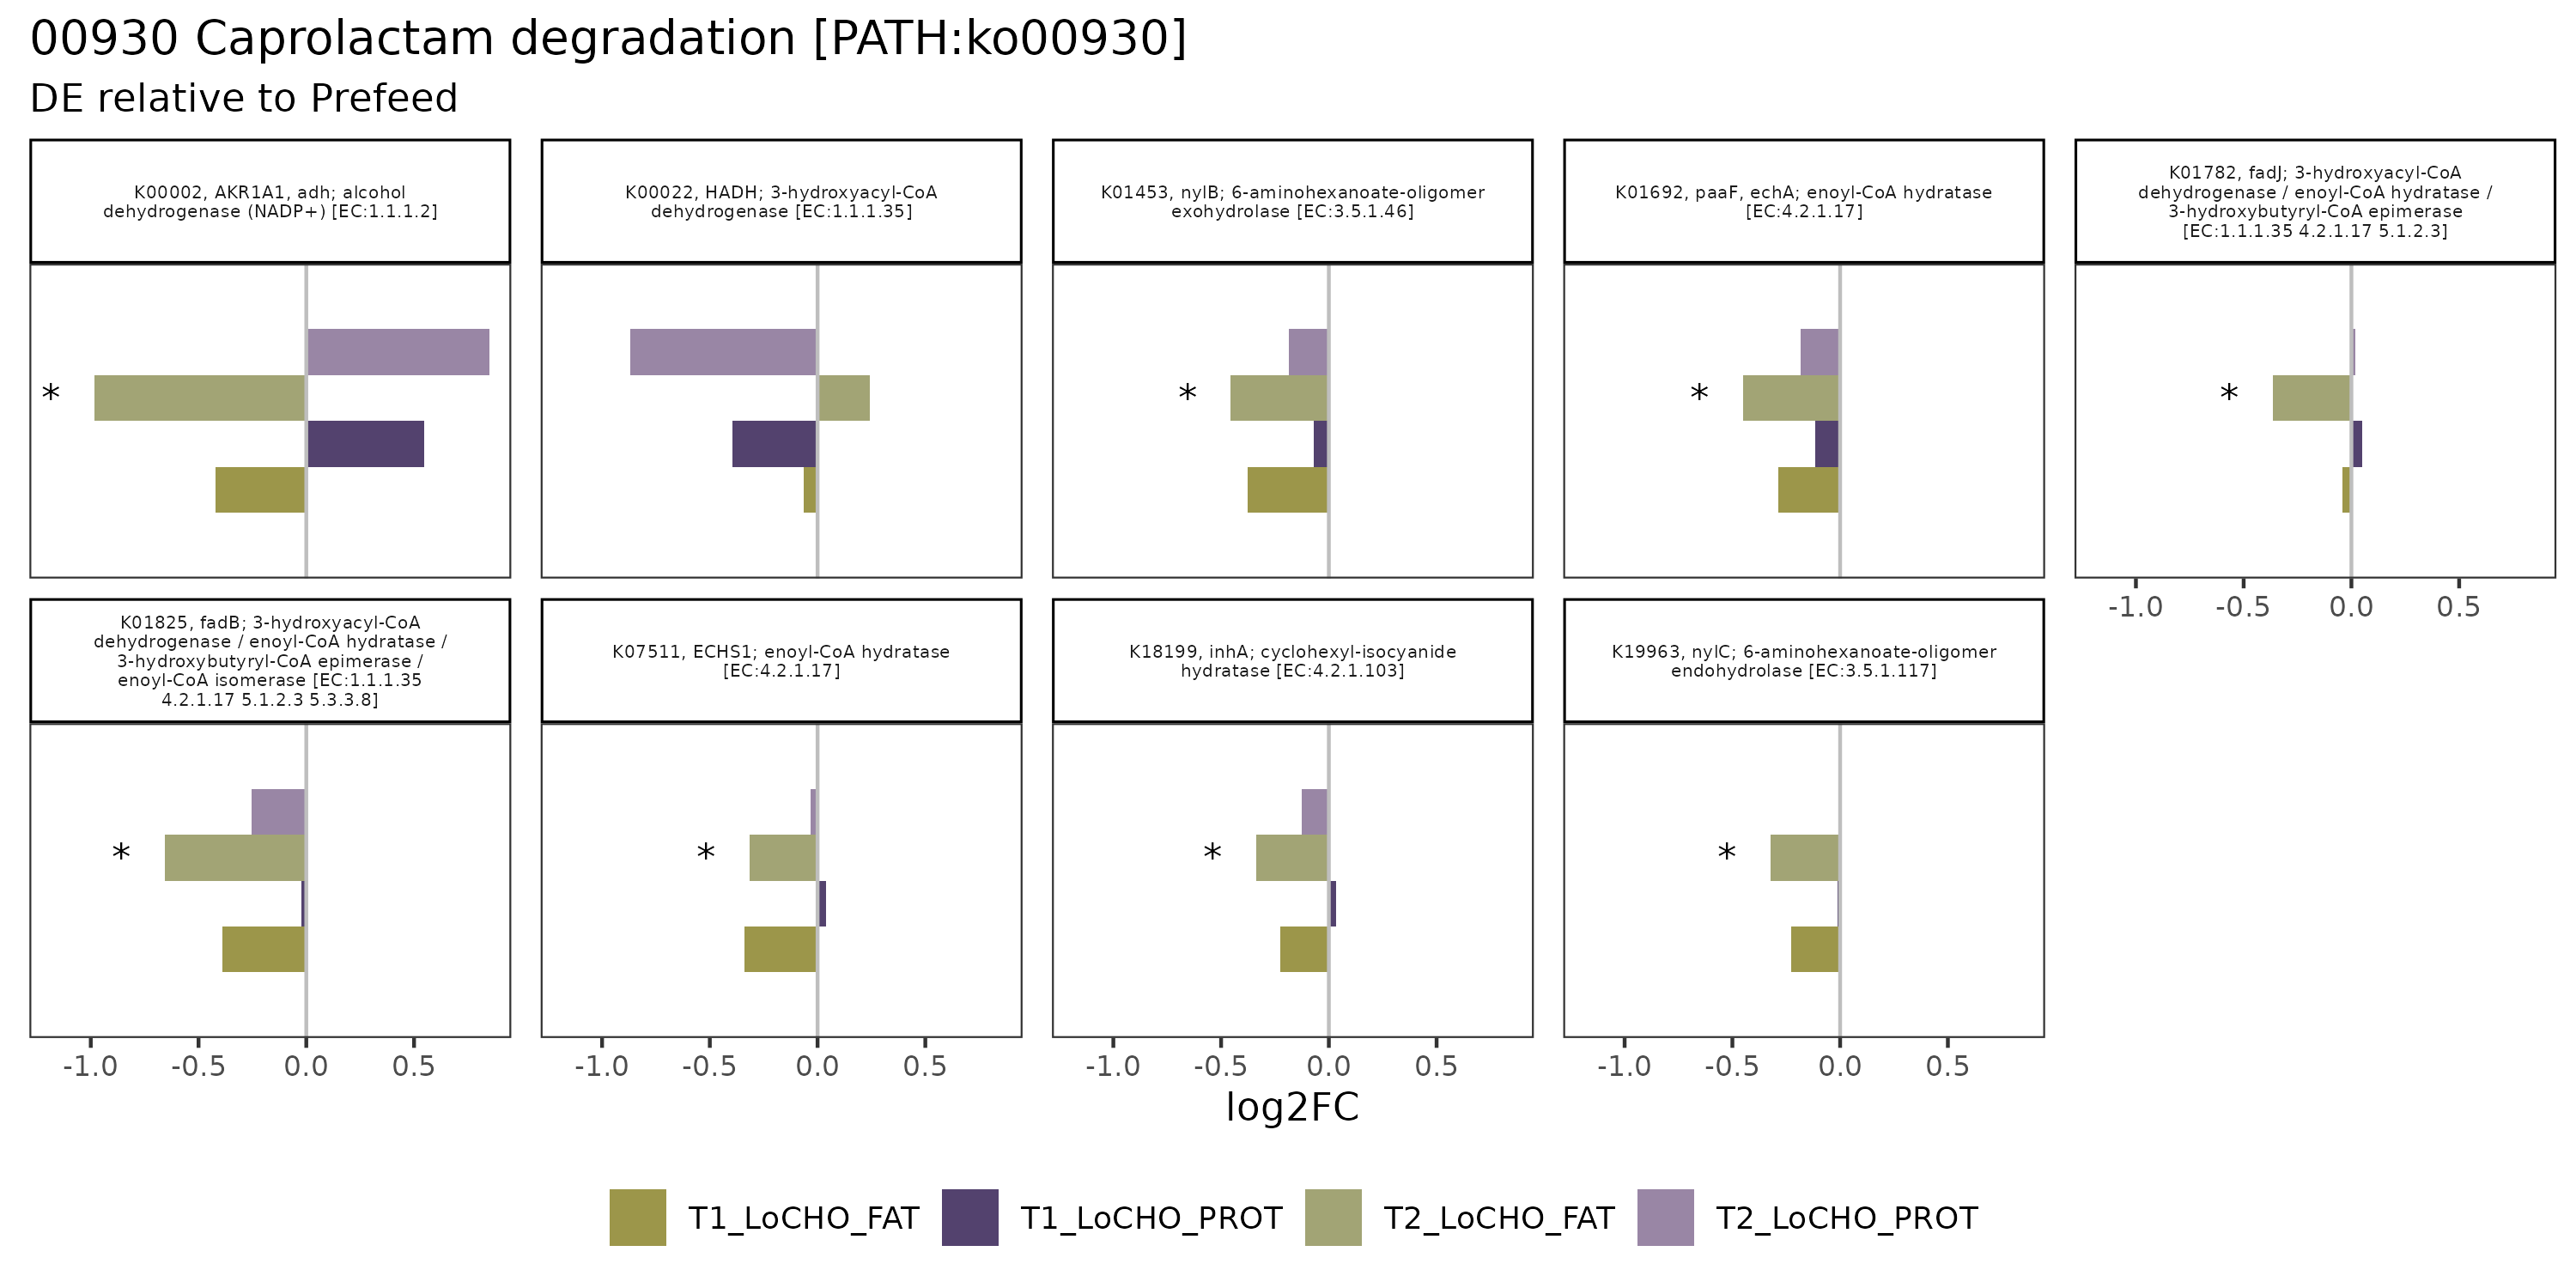 00930 Caprolactam degradation [PATH:ko00930]
DE relative to Prefeed
K00002, AKR1A1, adh; alcohol
dehydrogenase (NADP+) [EC:1.1.1.2]
K00022, HADH; 3-hydroxyacyl-CoA
dehydrogenase [EC:1.1.1.35]
K01453, nylB; 6-aminohexanoate-oligomer
exohydrolase [EC:3.5.1.46]
K01692, paaF, echA; enoyl-CoA hydratase
[EC:4.2.1.17]
K01782, fadJ; 3-hydroxyacyl-CoA
dehydrogenase / enoyl-CoA hydratase /
3-hydroxybutyryl-CoA epimerase
[EC:1.1.1.35 4.2.1.17 5.1.2.3]
*
*
*
*
-1.0 -0.5 0.0 0.5
K01825, fadB; 3-hydroxyacyl-CoA
dehydrogenase / enoyl-CoA hydratase /
3-hydroxybutyryl-CoA epimerase /
enoyl-CoA isomerase [EC:1.1.1.35
4.2.1.17 5.1.2.3 5.3.3.8]
K07511, ECHS1; enoyl-CoA hydratase
[EC:4.2.1.17]
K18199, inhA; cyclohexyl-isocyanide
hydratase [EC:4.2.1.103]
K19963, nylC; 6-aminohexanoate-oligomer
endohydrolase [EC:3.5.1.117]
*
*
*
*
-1.0 -0.5 0.0 0.5
-1.0 -0.5 0.0 0.5
-1.0 -0.5 0.0 0.5
-1.0 -0.5 0.0 0.5
log2FC
T1_LoCHO_FAT
T1_LoCHO_PROT
T2_LoCHO_FAT
T2_LoCHO_PROT